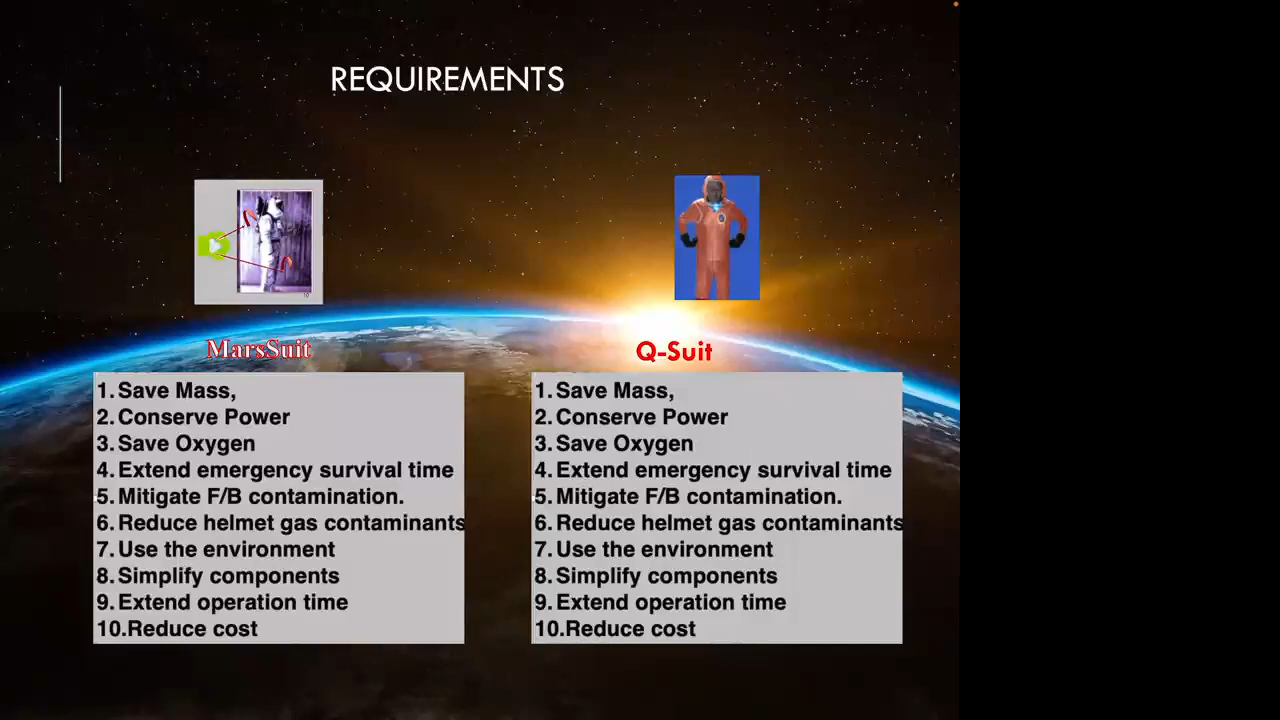 REQUIREMENTS
MarsSuit
1. Save Mass,
2. Conserve Power
3. Save Oxygen
4. Extend emergency survival time
5. Mitigate F/B contamination.
6. Reduce helmet gas contaminants
7. Use the environment
8. Simplify components
9. Extend operation time
10.Reduce cost
Q-Suit
1. Save Mass,
2. Conserve Power
3. Save Oxygen
4. Extend emergency survival time
5. Mitigate F/B contamination.
6. Reduce helmet gas contaminants
7. Use the environment
8. Simplify components
9. Extend operation time
10.Reduce cost